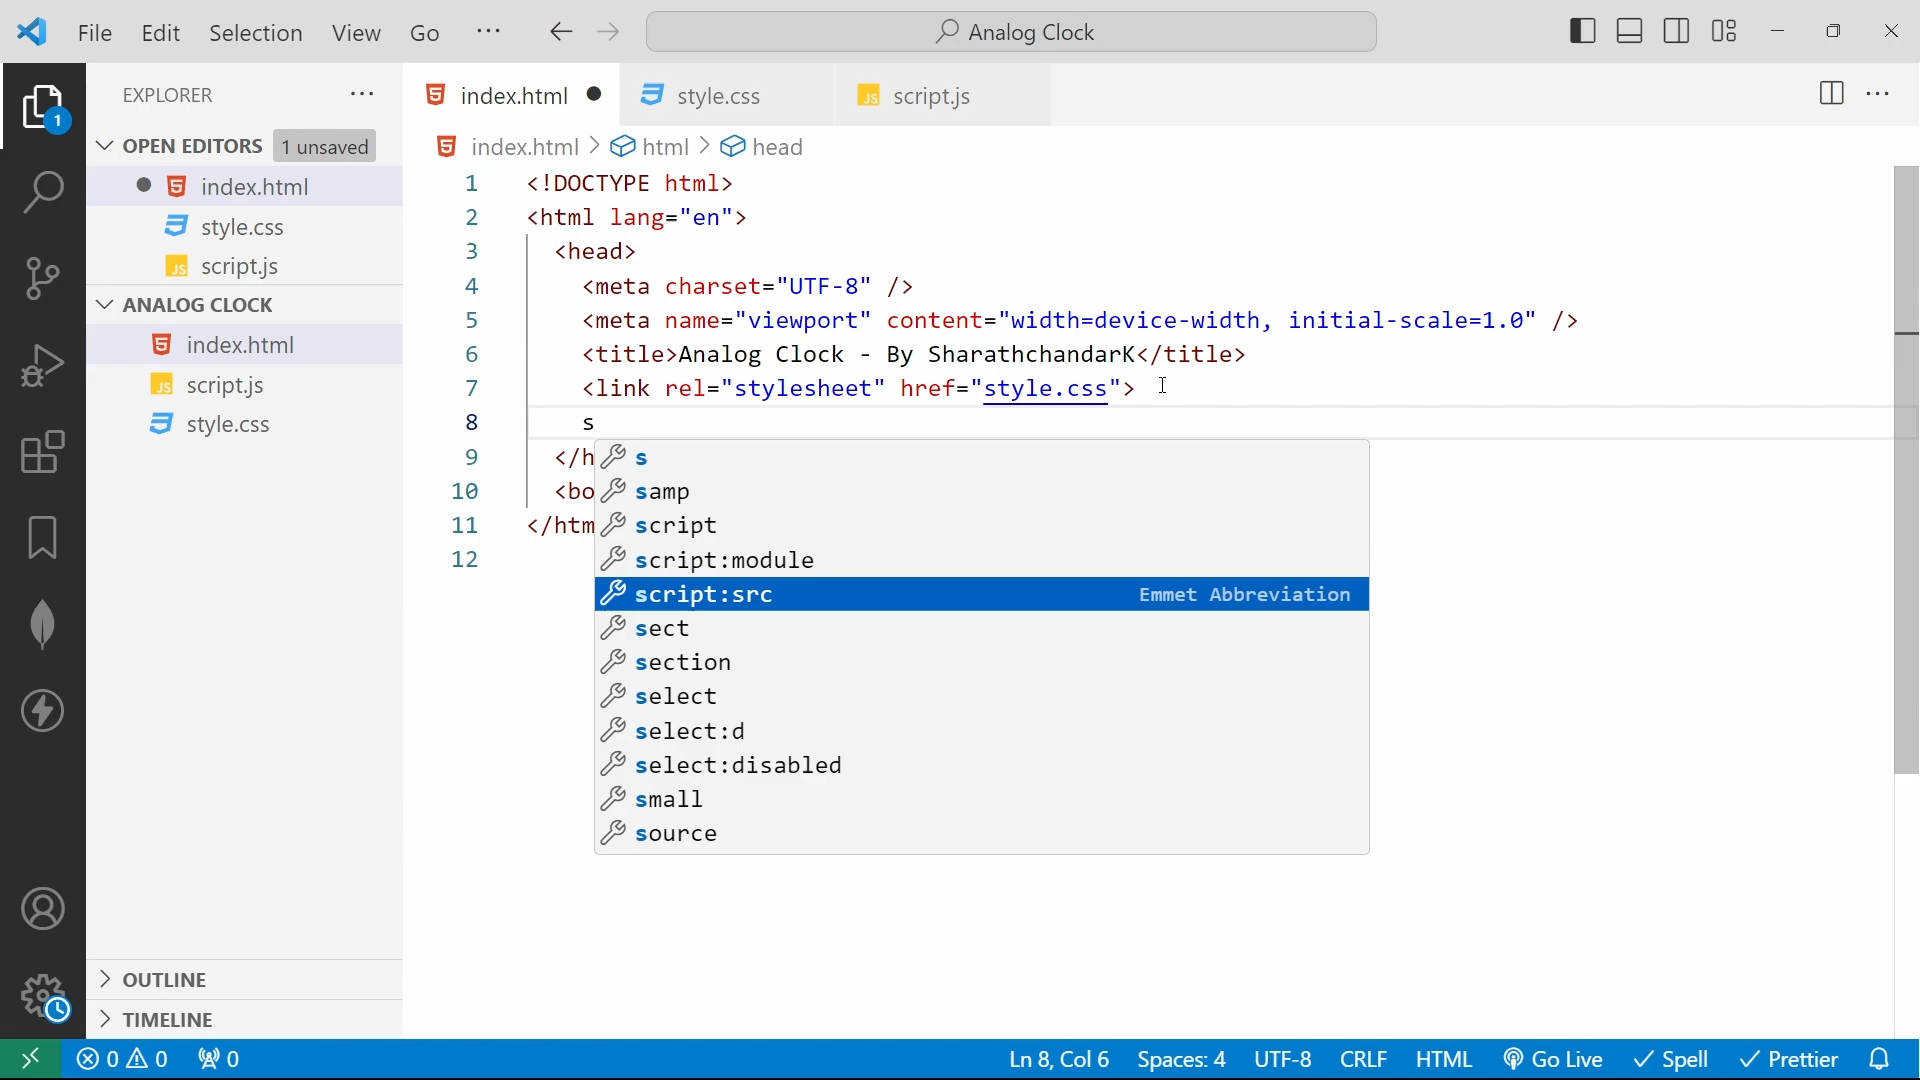 File Edit Selection View Go ··· Analog Clock
EXPLORER ···
OPEN EDITORS 1 unsaved
index.html
style.css
script.js
ANALOG CLOCK
index.html
script.js
style.css
OUTLINE
TIMELINE
1
index.html style.css script.js ···
index.html > html > head
1 <!DOCTYPE html>
2 <html lang="en">
3 <head>
4 <meta charset="UTF-8" />
5 <meta name="viewport" content="width=device-width, initial-scale=1.0" />
6 <title>Analog Clock - By SharathchandarK</title>
7 <link rel="stylesheet" href="style.css">
8 s
9 </h
10 <bo
11 </htm
12
s
samp
script
script:module
script:src Emmet Abbreviation
sect
section
select
select:d
select:disabled
small
source
0 0 0 Ln 8, Col 6 Spaces: 4 UTF-8 CRLF HTML Go Live Spell Prettier